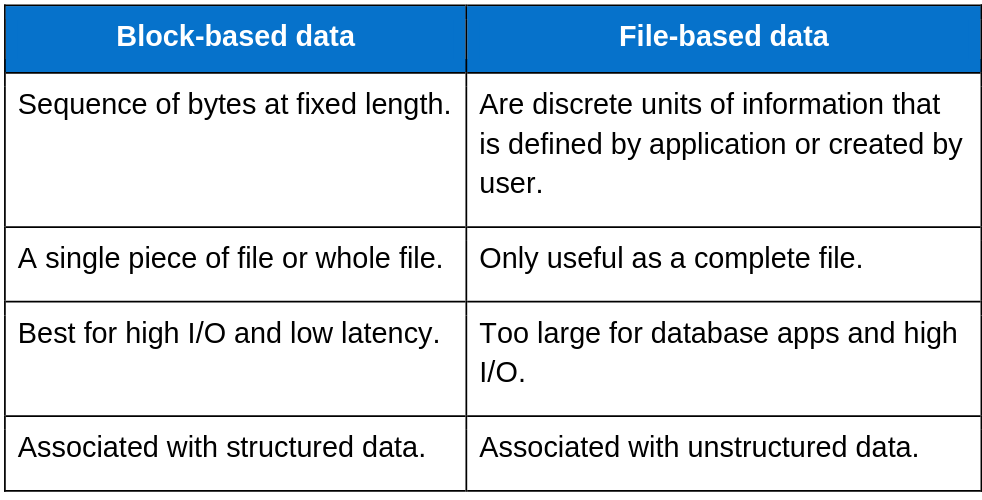 Block-based data
File-based data
Sequence of bytes at fixed length.
Are discrete units of information that
is defined by application or created by
user.
A single piece of file or whole file.
Only useful as a complete file.
Best for high I/O and low latency.
Too large for database apps and high
I/O.
Associated with structured data.
Associated with unstructured data.